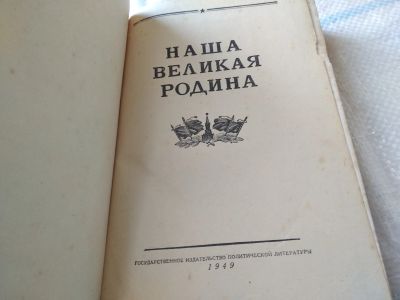 НАША
ВЕЛИКАЯ
РОДИНА
ГОСУДАРСТВЕННОЕ ИЗДАТЕЛЬСТВО ПОЛИТИЧЕСКОЙ ЛИТЕРАТУРЫ
1949